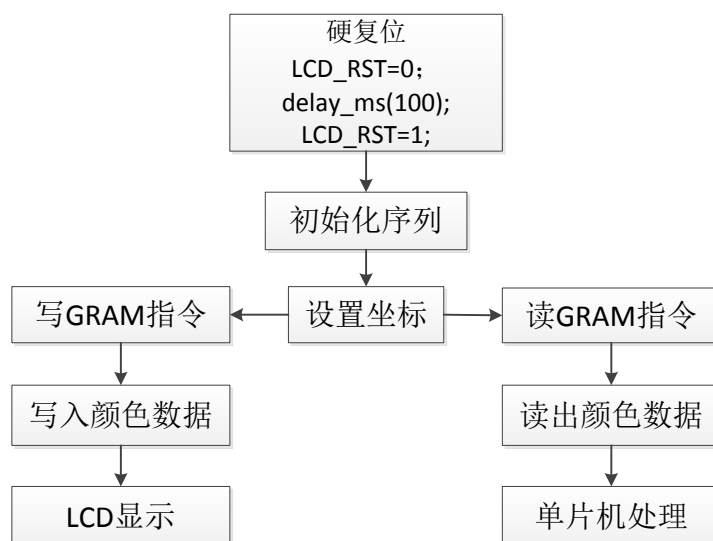 硬复位
LCD_RST=0；
delay_ms(100);
LCD_RST=1;
初始化序列
写GRAM指令
设置坐标
读GRAM指令
写入颜色数据
读出颜色数据
LCD显示
单片机处理